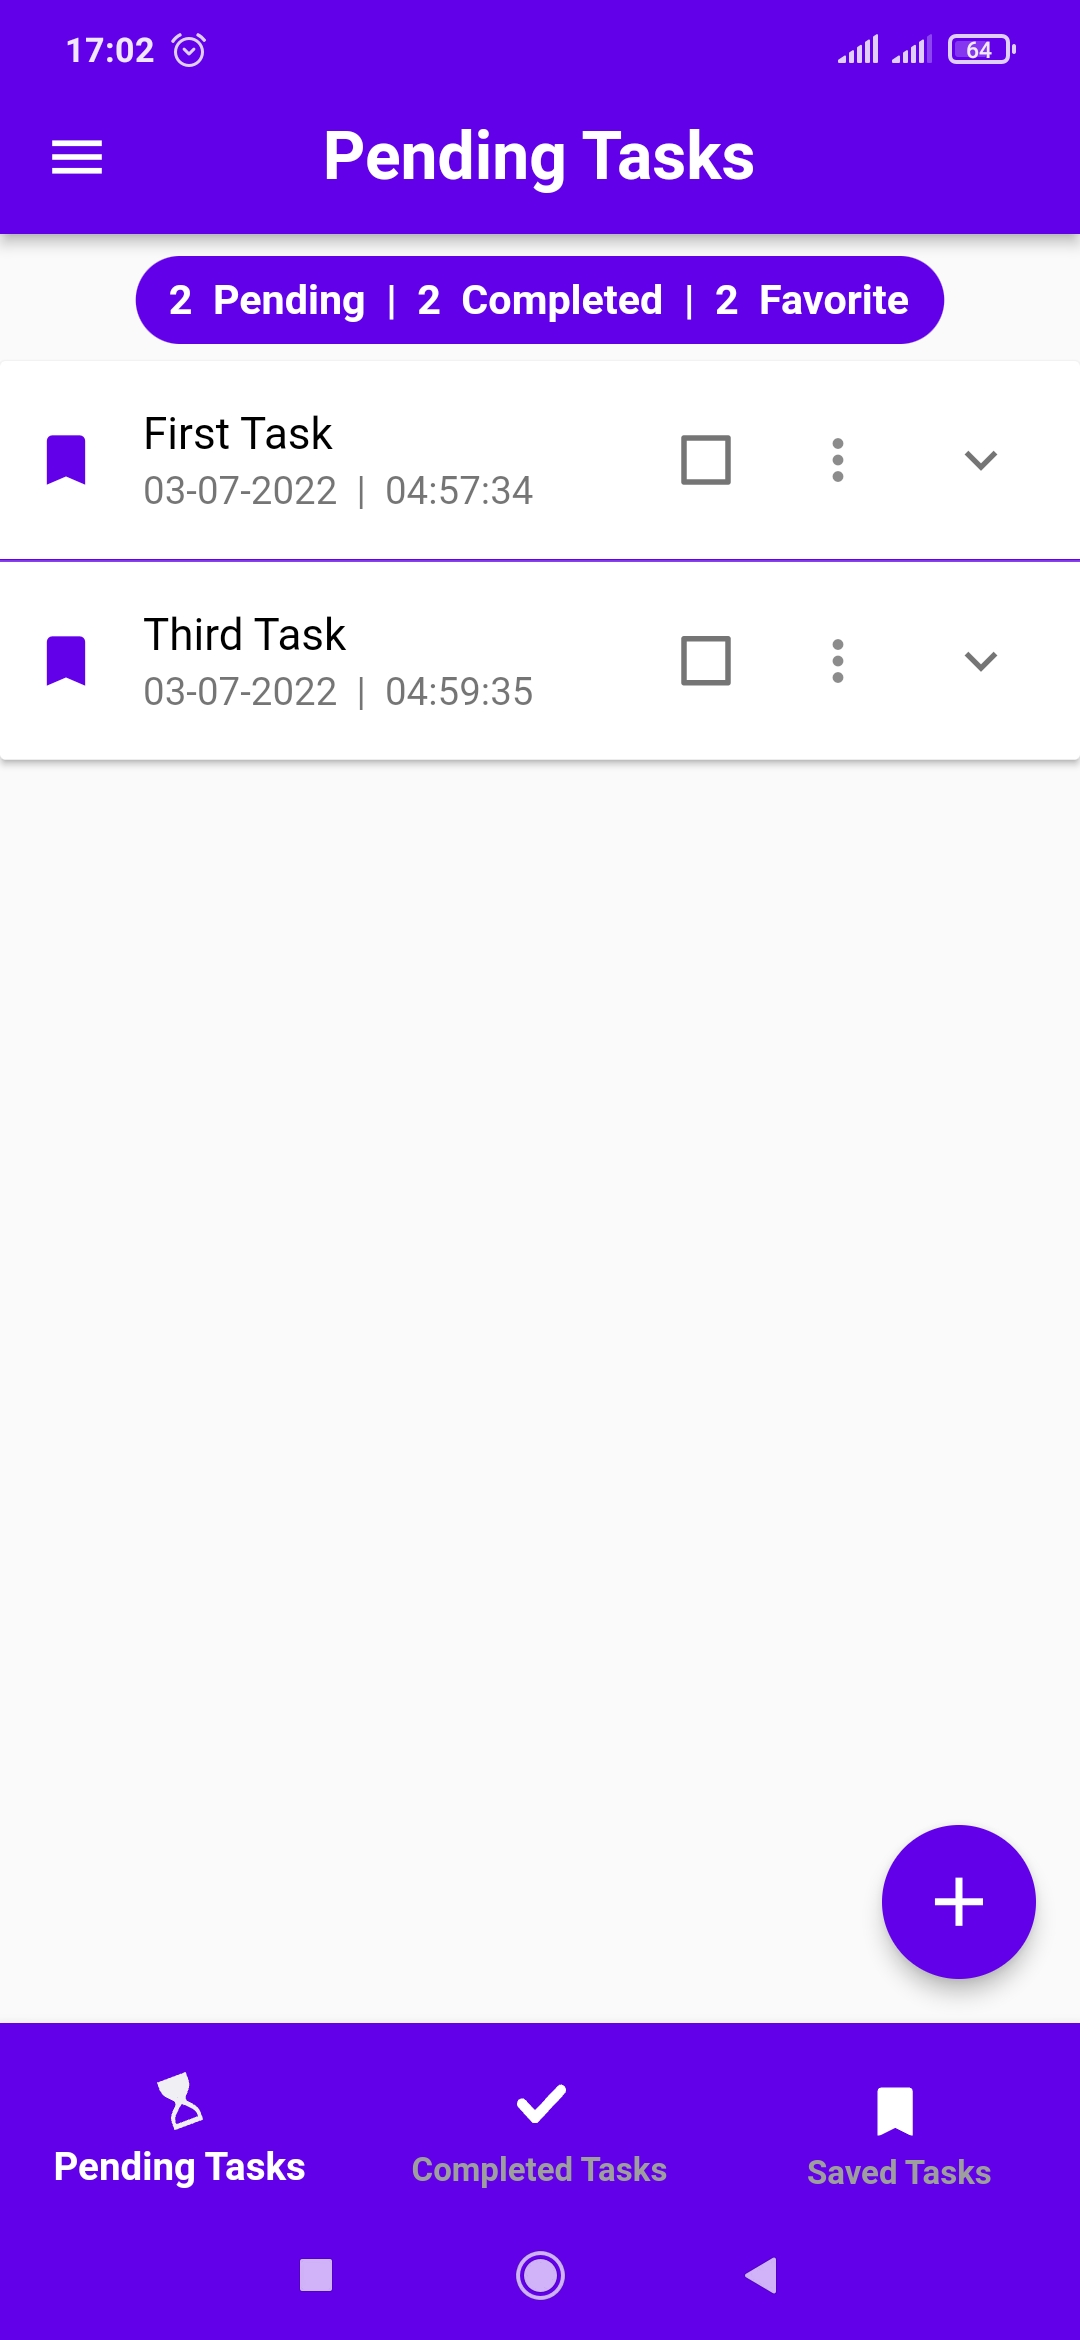 17:02 64
Pending Tasks
2 Pending | 2 Completed | 2 Favorite
First Task
03-07-2022 | 04:57:34
Third Task
03-07-2022 | 04:59:35
Pending Tasks Completed Tasks Saved Tasks